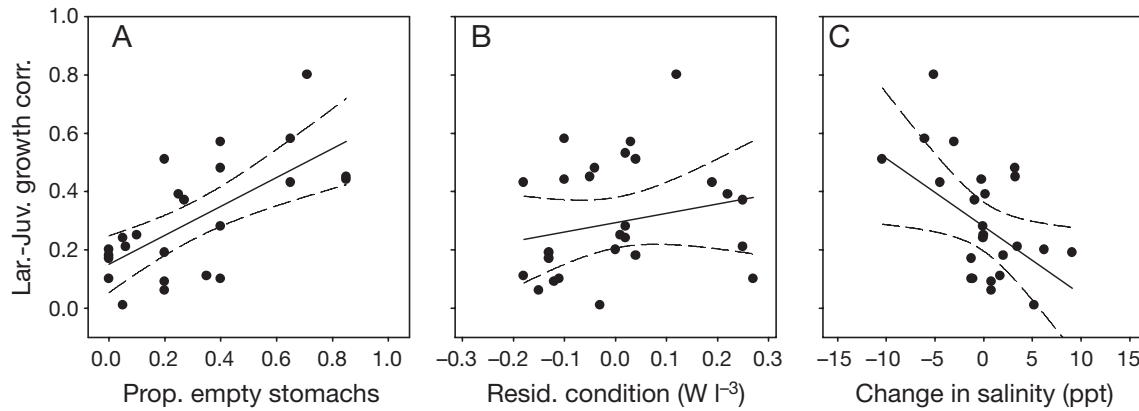 A
B
C
Lar.-Juv. growth corr.
1.0
0.8
0.6
0.4
0.2
0.0
0.0 0.2 0.4 0.6 0.8 1.0
−0.3 −0.2 −0.1 0.0 0.1 0.2 0.3
−15 −10 −5 0 5 10 15
Prop. empty stomachs
Resid. condition (W l⁻³)
Change in salinity (ppt)